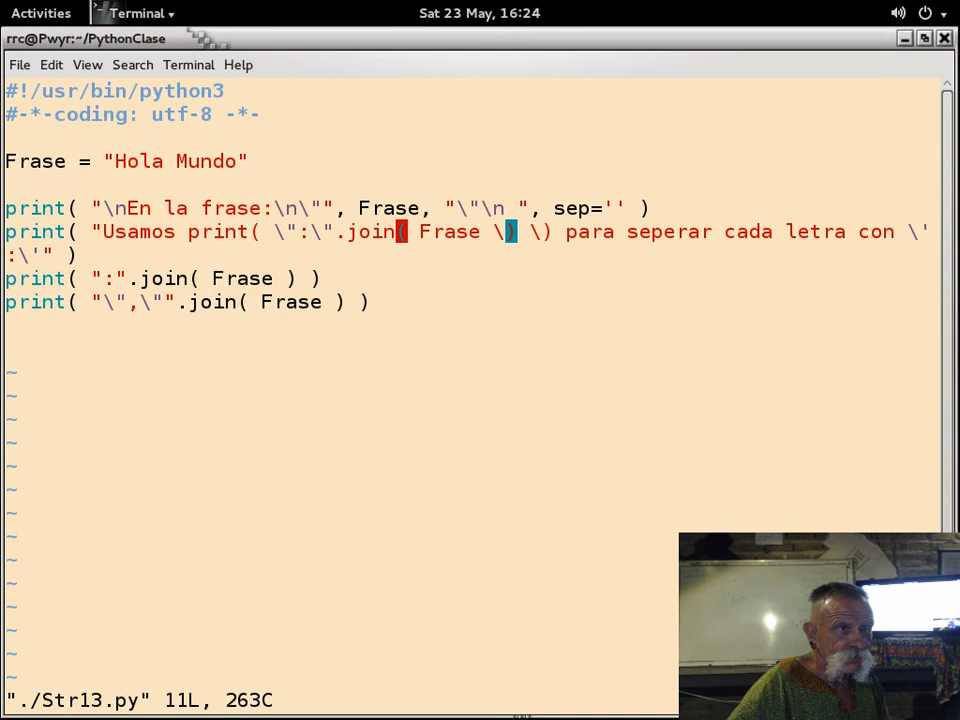 Activities Terminal Sat 23 May, 16:24
rrc@Pwyr:~/PythonClase
File Edit View Search Terminal Help
#!/usr/bin/python3
#-*-coding: utf-8 -*-
Frase = "Hola Mundo"
print( "\nEn la frase:\n\"", Frase, "\"\n ", sep='' )
print( "Usamos print( \":\".join( Frase \) \) para seperar cada letra con \'
:\'" )
print( ":".join( Frase ) )
print( "\",\"".join( Frase ) )
~
~
~
~
~
~
~
~
~
~
~
~
~
~
"./Str13.py" 11L, 263C